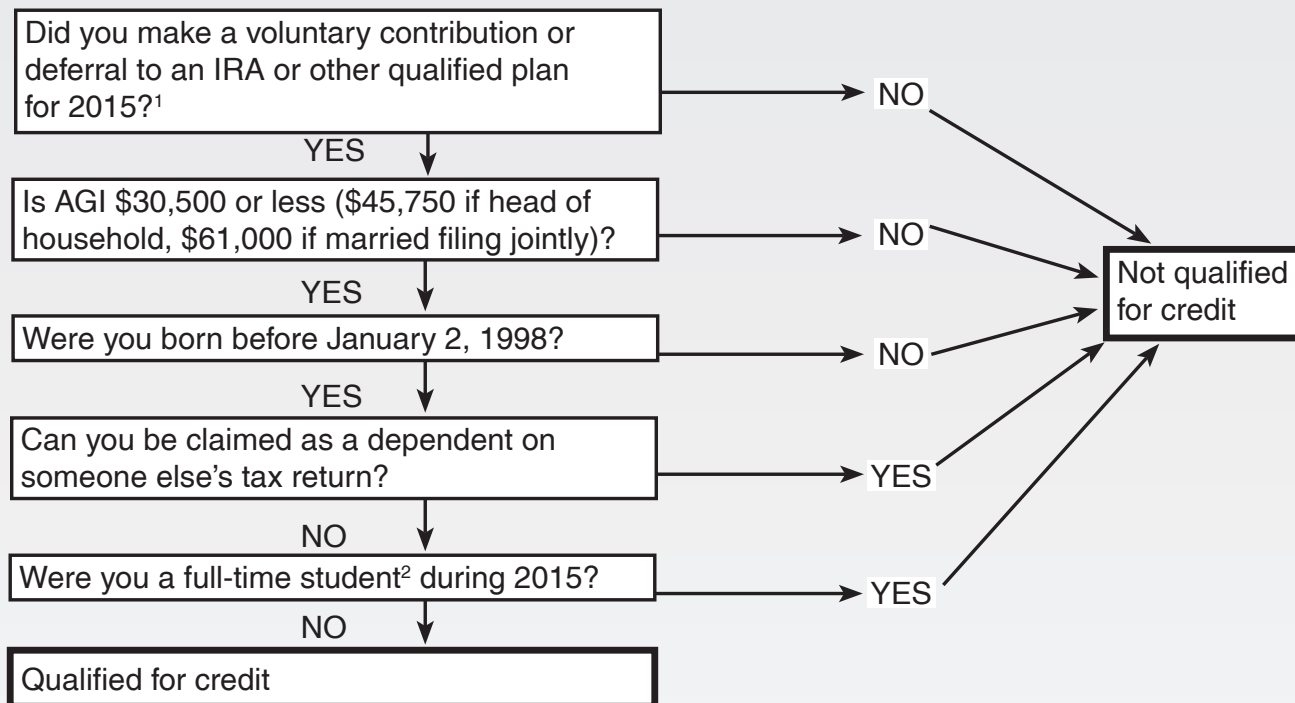 Did you make a voluntary contribution or
deferral to an IRA or other qualified plan
for 2015?¹
NO
YES
Is AGI $30,500 or less ($45,750 if head of
household, $61,000 if married filing jointly)?
NO
YES
Not qualified
for credit
Were you born before January 2, 1998?
NO
YES
Can you be claimed as a dependent on
someone else’s tax return?
YES
NO
Were you a full-time student² during 2015?
YES
NO
Qualified for credit